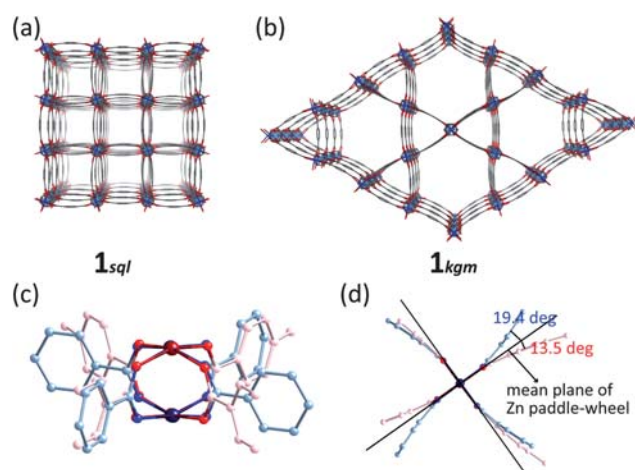 (a)
(b)
1sql
1kgm
(c)
(d)
19.4 deg
13.5 deg
mean plane of
Zn paddle-wheel